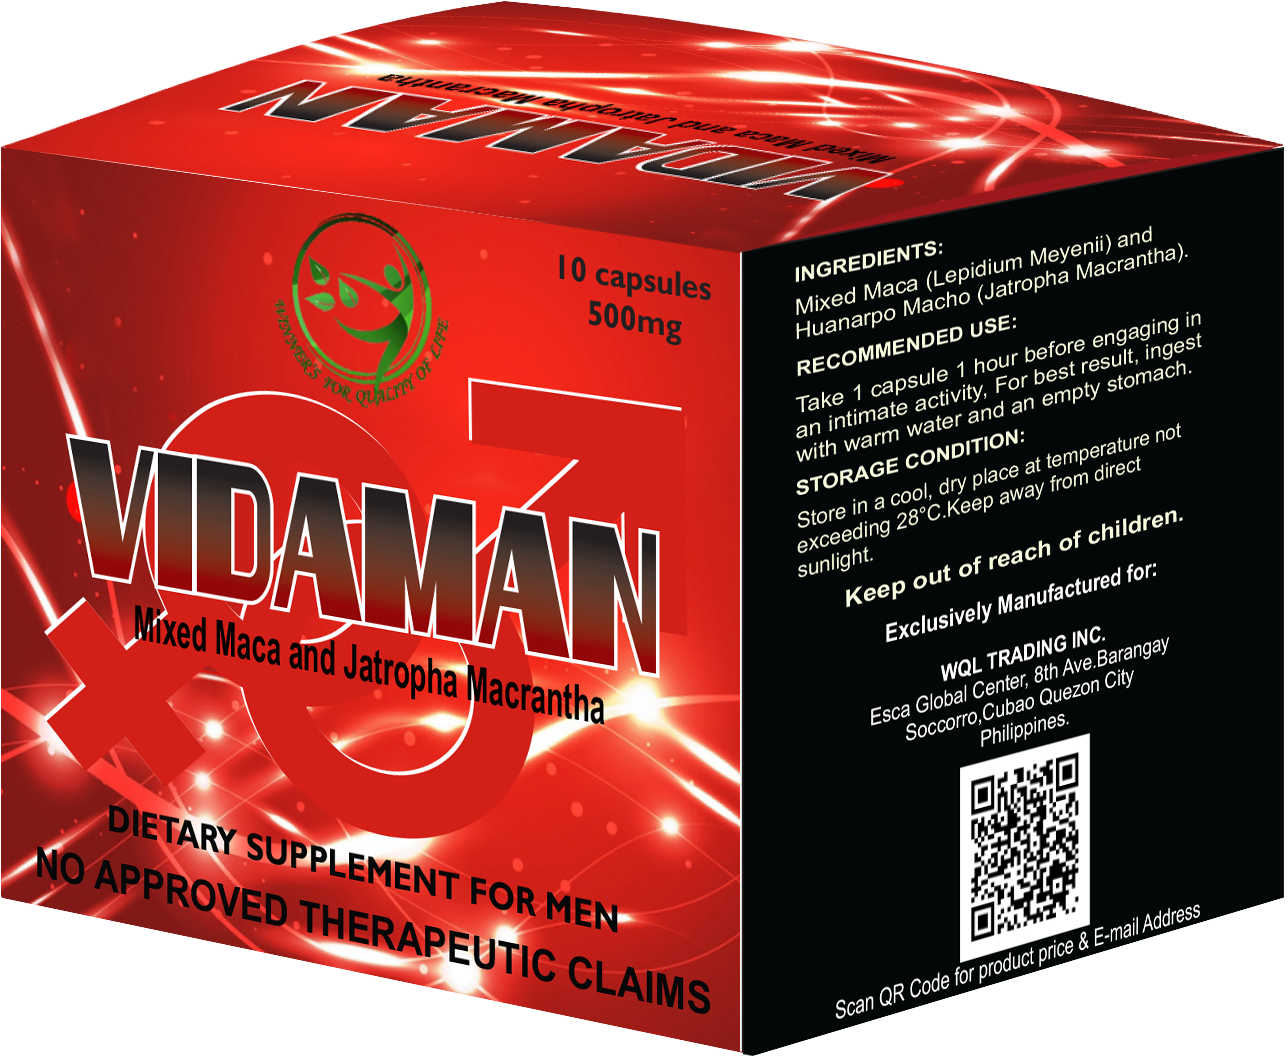 VIDAMAN
Mixed Maca and Jatropha Macrantha
WINNER'S FOR QUALITY OF LIFE
10 capsules
500mg
VIDAMAN
Mixed Maca and Jatropha Macrantha
DIETARY SUPPLEMENT FOR MEN
NO APPROVED THERAPEUTIC CLAIMS
INGREDIENTS:
Mixed Maca (Lepidium Meyenii) and
Huanarpo Macho (Jatropha Macrantha).
RECOMMENDED USE:
Take 1 capsule 1 hour before engaging in
an intimate activity, For best result, ingest
with warm water and an empty stomach.
STORAGE CONDITION:
Store in a cool, dry place at temperature not
exceeding 28°C.Keep away from direct
sunlight.
Keep out of reach of children.
Exclusively Manufactured for:
WQL TRADING INC.
Esca Global Center, 8th Ave.Barangay
Soccorro,Cubao Quezon City
Philippines.
Scan QR Code for product price & E-mail Address